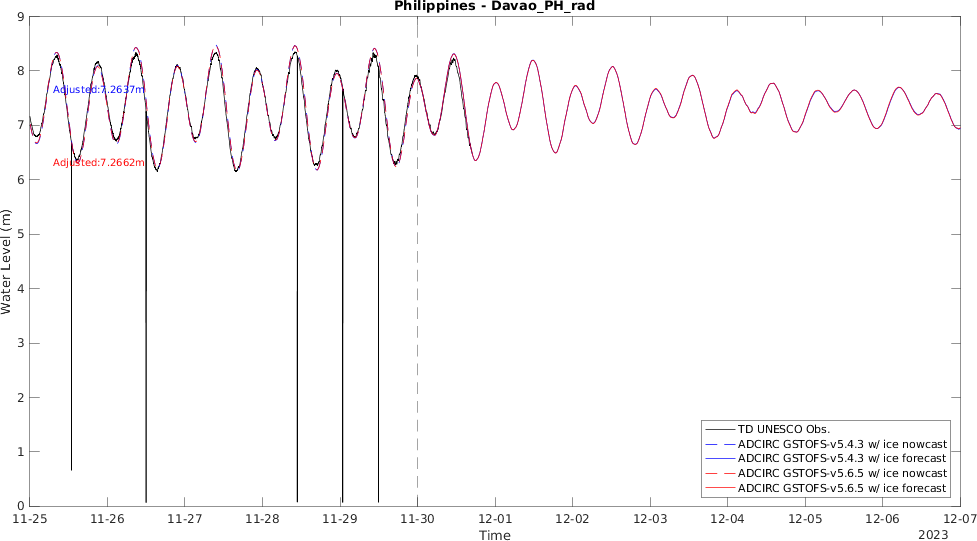 Philippines - Davao_PH_rad
9
8
7
6
5
4
3
2
1
0
Water Level (m)
Adjusted:7.2637m
Adjusted:7.2662m
TD UNESCO Obs.
ADCIRC GSTOFS-v5.4.3 w/ ice nowcast
ADCIRC GSTOFS-v5.4.3 w/ ice forecast
ADCIRC GSTOFS-v5.6.5 w/ ice nowcast
ADCIRC GSTOFS-v5.6.5 w/ ice forecast
11-25 11-26 11-27 11-28 11-29 11-30 12-01 12-02 12-03 12-04 12-05 12-06 12-07
Time
2023